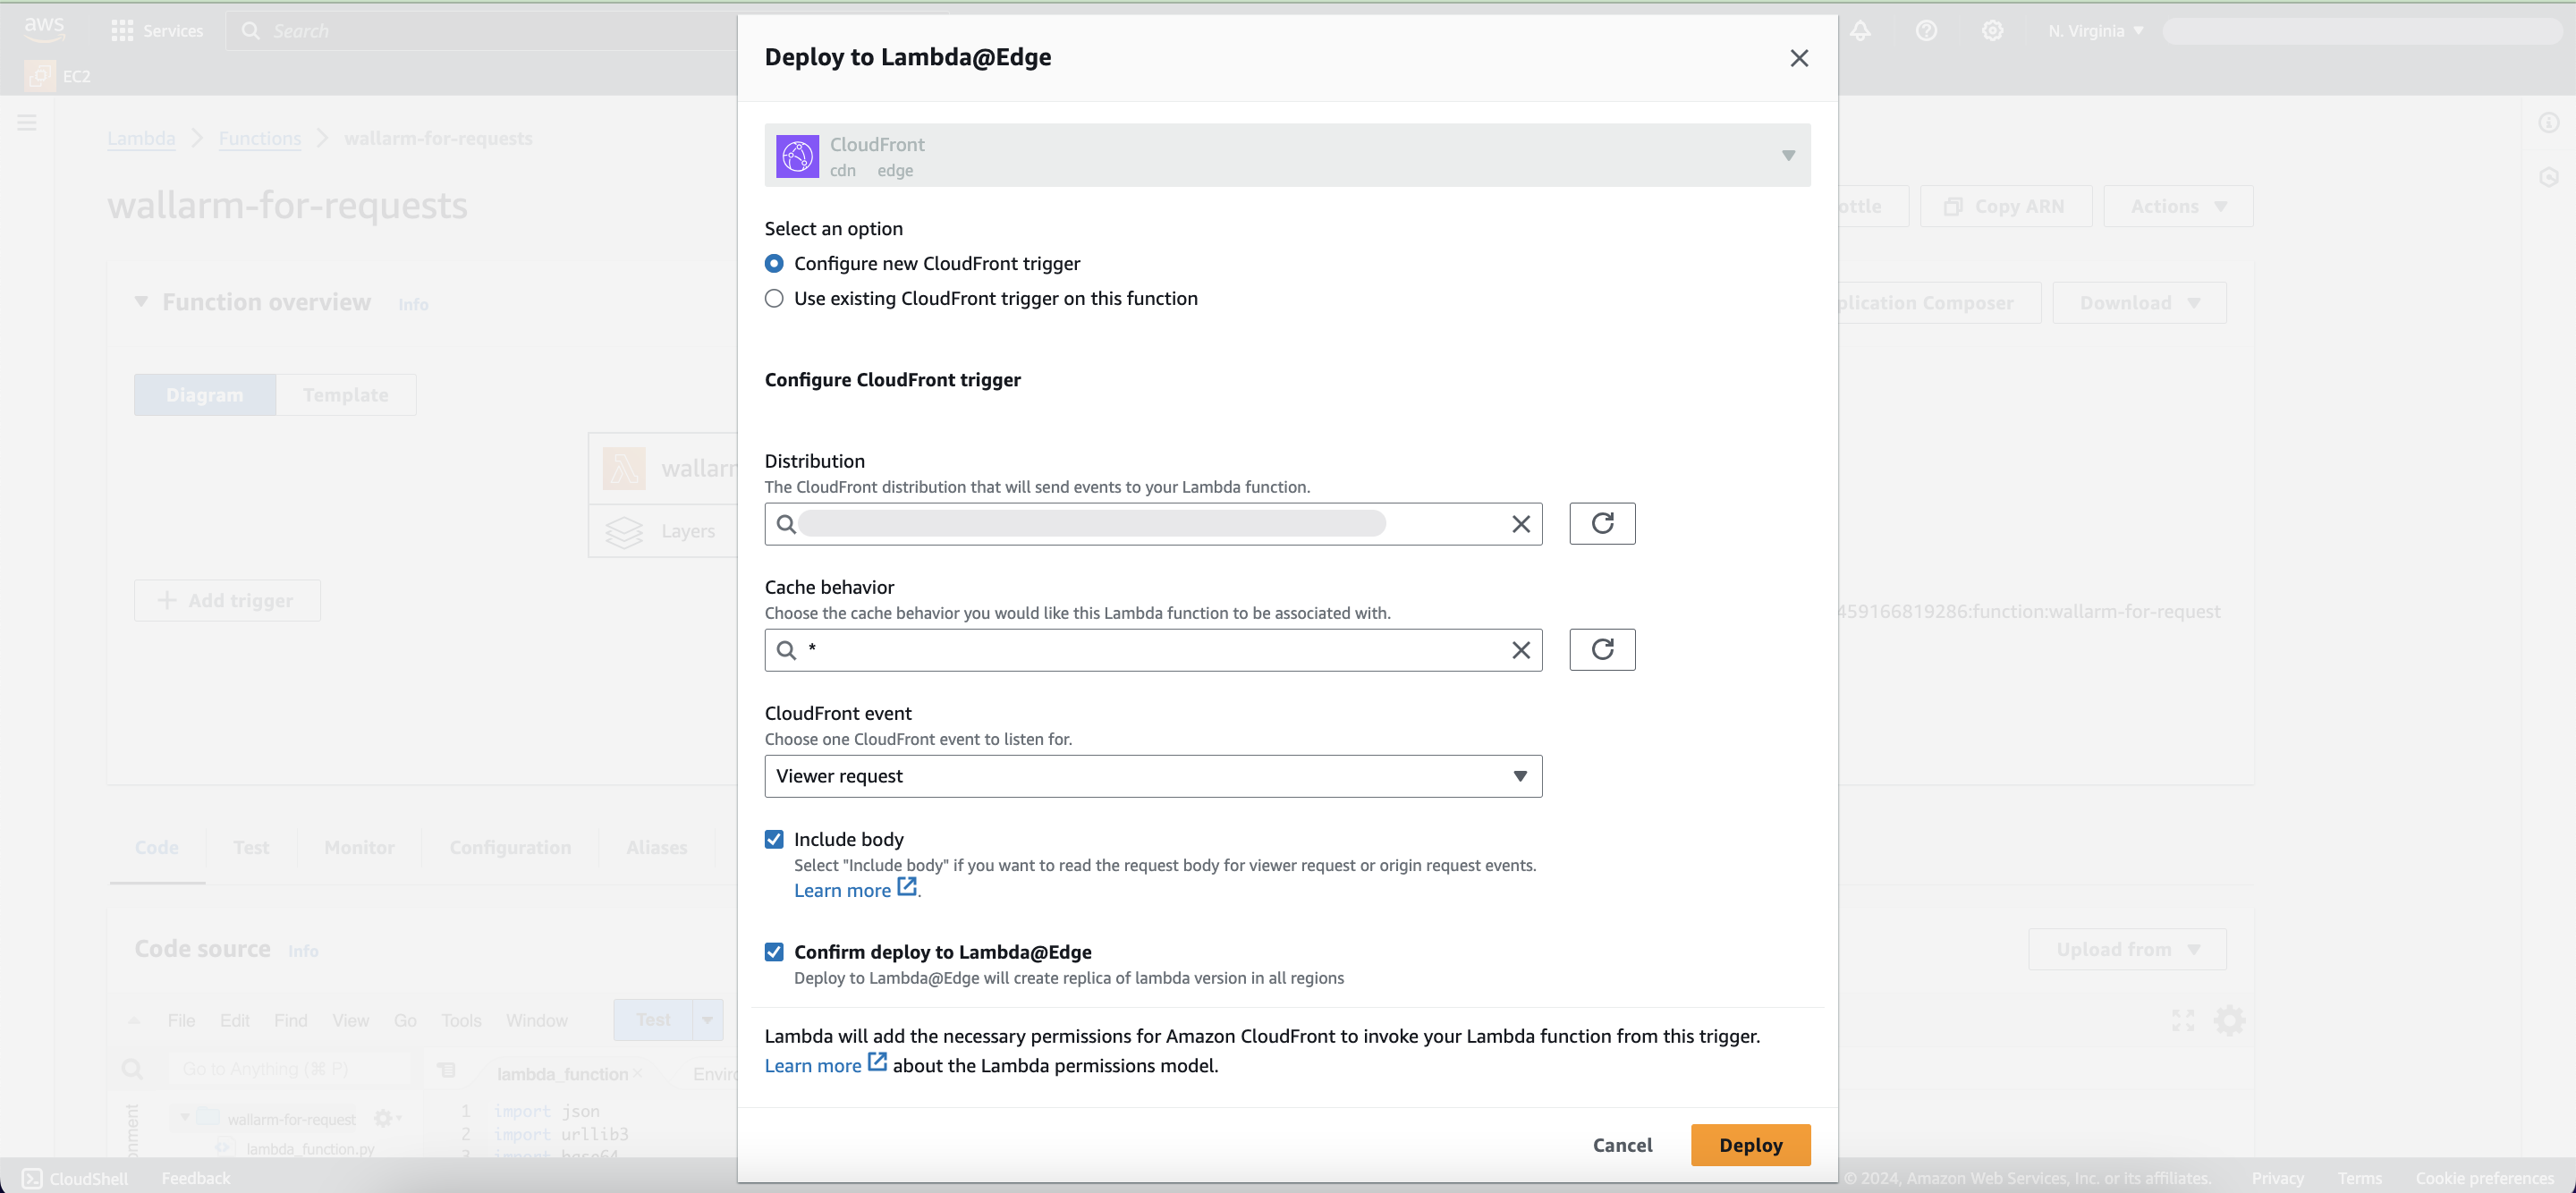 aws
Services
Search
N. Virginia
EC2
Lambda
Functions
wallarm-for-requests
wallarm-for-requests
Copy ARN
Actions
Function overview
Info
Download
Diagram
Template
Layers
Add trigger
459166819286:function:wallarm-for-request
Code
Test
Monitor
Configuration
Aliases
Code source
Info
Upload from
File
Edit
Find
View
Go
Tools
Window
Test
Go to Anything (⌘ P)
lambda_function
wallarm-for-request
lambda_function.py
1 import json
2 import urllib3
3 import base64
CloudShell
Feedback
© 2024, Amazon Web Services, Inc. or its affiliates.
Privacy
Terms
Cookie preferences
Deploy to Lambda@Edge
CloudFront
cdn edge
Select an option
Configure new CloudFront trigger
Use existing CloudFront trigger on this function
Configure CloudFront trigger
Distribution
The CloudFront distribution that will send events to your Lambda function.
Cache behavior
Choose the cache behavior you would like this Lambda function to be associated with.
*
CloudFront event
Choose one CloudFront event to listen for.
Viewer request
Include body
Select "Include body" if you want to read the request body for viewer request or origin request events.
Learn more.
Confirm deploy to Lambda@Edge
Deploy to Lambda@Edge will create replica of lambda version in all regions
Lambda will add the necessary permissions for Amazon CloudFront to invoke your Lambda function from this trigger.
Learn more about the Lambda permissions model.
Cancel
Deploy